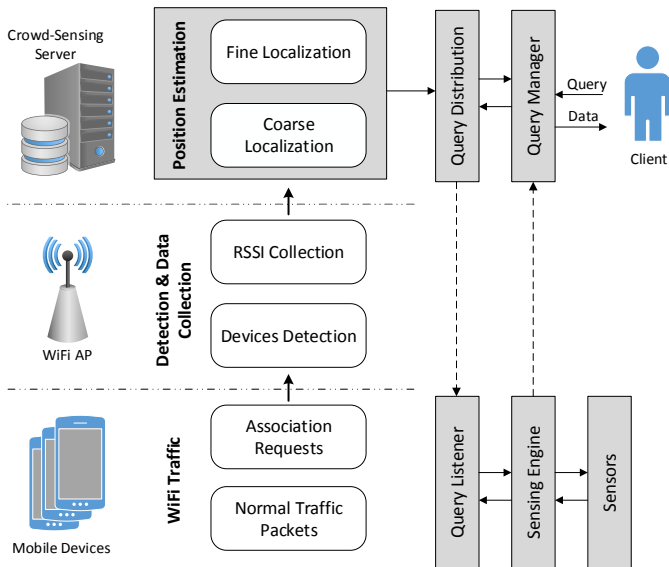 Crowd-Sensing
Server
Position Estimation
Fine Localization
Coarse
Localization
Query Distribution
Query Manager
Query
Data
Client
WiFi AP
Detection & Data
Collection
RSSI Collection
Devices Detection
Mobile Devices
WiFi Traffic
Association
Requests
Normal Traffic
Packets
Query Listener
Sensing Engine
Sensors